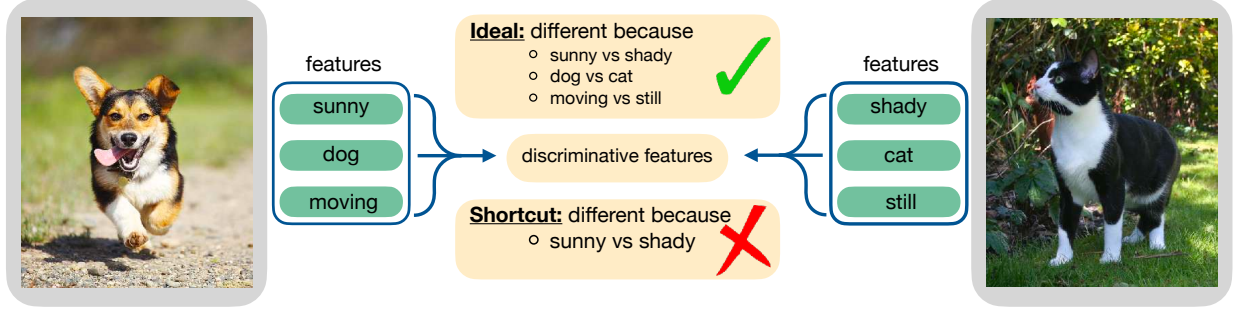 features
sunny
dog
moving
Ideal: different because
sunny vs shady
dog vs cat
moving vs still
discriminative features
Shortcut: different because
sunny vs shady
features
shady
cat
still